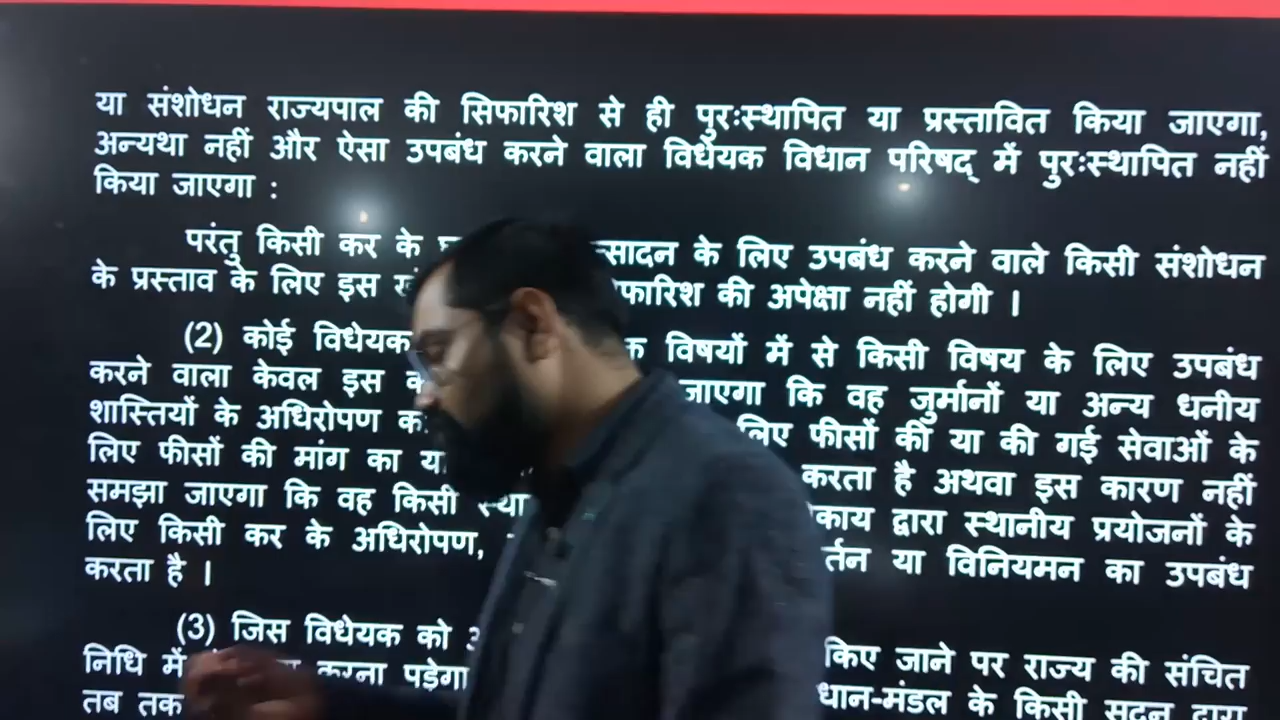 या संशोधन राज्यपाल की सिफारिश से ही पुरःस्थापित या प्रस्तावित किया जाएगा,
अन्यथा नहीं और ऐसा उपबंध करने वाला विधेयक विधान परिषद् में पुरःस्थापित नहीं
किया जाएगा :
परंतु किसी कर के के लिए उपबंध करने वाले किसी संशोधन
के प्रस्ताव के लिए इस की अपेक्षा नहीं होगी ।
(2) कोई विधेयक विषयों में से किसी विषय के लिए उपबंध
करने वाला केवल इस जाएगा कि वह जुर्मानों या अन्य धनीय
शास्तियों के अधिरोपण लिए फीसों की या की गई सेवाओं के
लिए फीसों की मांग का करता है अथवा इस कारण नहीं
समझा जाएगा कि वह किसी द्वारा स्थानीय प्रयोजनों के
लिए किसी कर के अधिरोपण, या विनियमन का उपबंध
करता है ।
(3) जिस विधेयक को किए जाने पर राज्य की संचित
निधि में करना पड़ेगा के किसी सदन द्वारा
तब तक